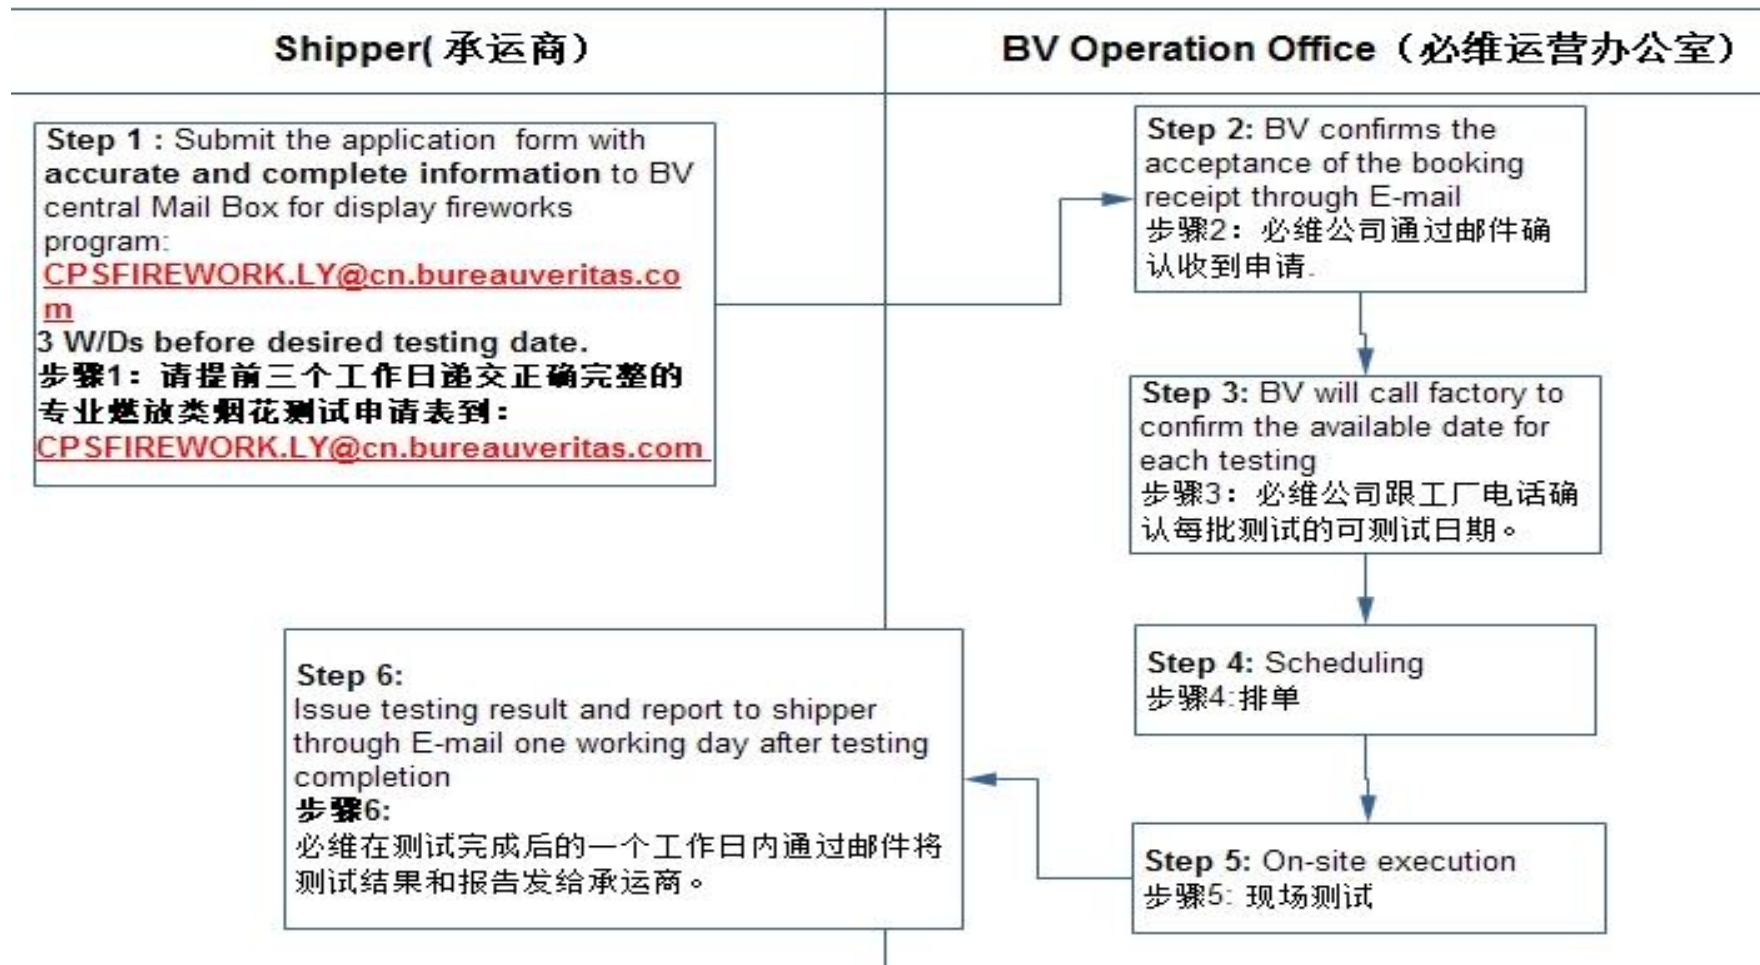 Shipper( 承运商）
BV Operation Office（必维运营办公室）
Step 1 : Submit the application form with
accurate and complete information to BV
central Mail Box for display fireworks
program:
CPSFIREWORK.LY@cn.bureauveritas.co
m
3 W/Ds before desired testing date.
步骤1：请提前三个工作日递交正确完整的
专业燃放类烟花测试申请表到：
CPSFIREWORK.LY@cn.bureauveritas.com
Step 2: BV confirms the
acceptance of the booking
receipt through E-mail
步骤2：必维公司通过邮件确
认收到申请.
Step 3: BV will call factory to
confirm the available date for
each testing
步骤3：必维公司跟工厂电话确
认每批测试的可测试日期。
Step 4: Scheduling
步骤4:排单
Step 5: On-site execution
步骤5: 现场测试
Step 6:
Issue testing result and report to shipper
through E-mail one working day after testing
completion
步骤6:
必维在测试完成后的一个工作日内通过邮件将
测试结果和报告发给承运商。